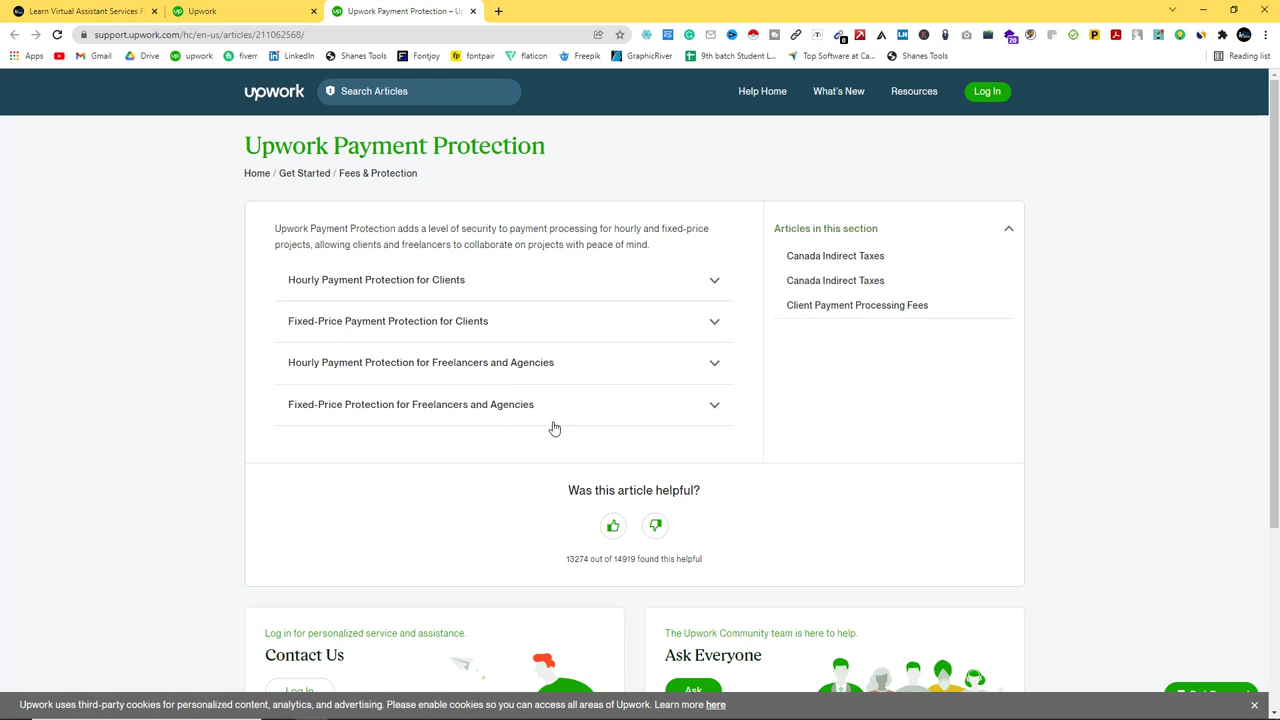 Learn Virtual Assistant Services F
Upwork
Upwork Payment Protection – U
support.upwork.com/hc/en-us/articles/211062568/
Apps
Gmail
Drive
upwork
fiverr
LinkedIn
Shanes Tools
Fontjoy
fontpair
flaticon
Freepik
GraphicRiver
9th batch Student L...
Top Software at Ca...
Shanes Tools
Reading list
upwork
Search Articles
Help Home
What's New
Resources
Log In
Upwork Payment Protection
Home / Get Started / Fees & Protection
Upwork Payment Protection adds a level of security to payment processing for hourly and fixed-price
projects, allowing clients and freelancers to collaborate on projects with peace of mind.
Hourly Payment Protection for Clients
Fixed-Price Payment Protection for Clients
Hourly Payment Protection for Freelancers and Agencies
Fixed-Price Protection for Freelancers and Agencies
Articles in this section
Canada Indirect Taxes
Canada Indirect Taxes
Client Payment Processing Fees
Was this article helpful?
13274 out of 14919 found this helpful
Log in for personalized service and assistance.
Contact Us
Log In
The Upwork Community team is here to help.
Ask Everyone
Ask
Upwork uses third-party cookies for personalized content, analytics, and advertising. Please enable cookies so you can access all areas of Upwork. Learn more here